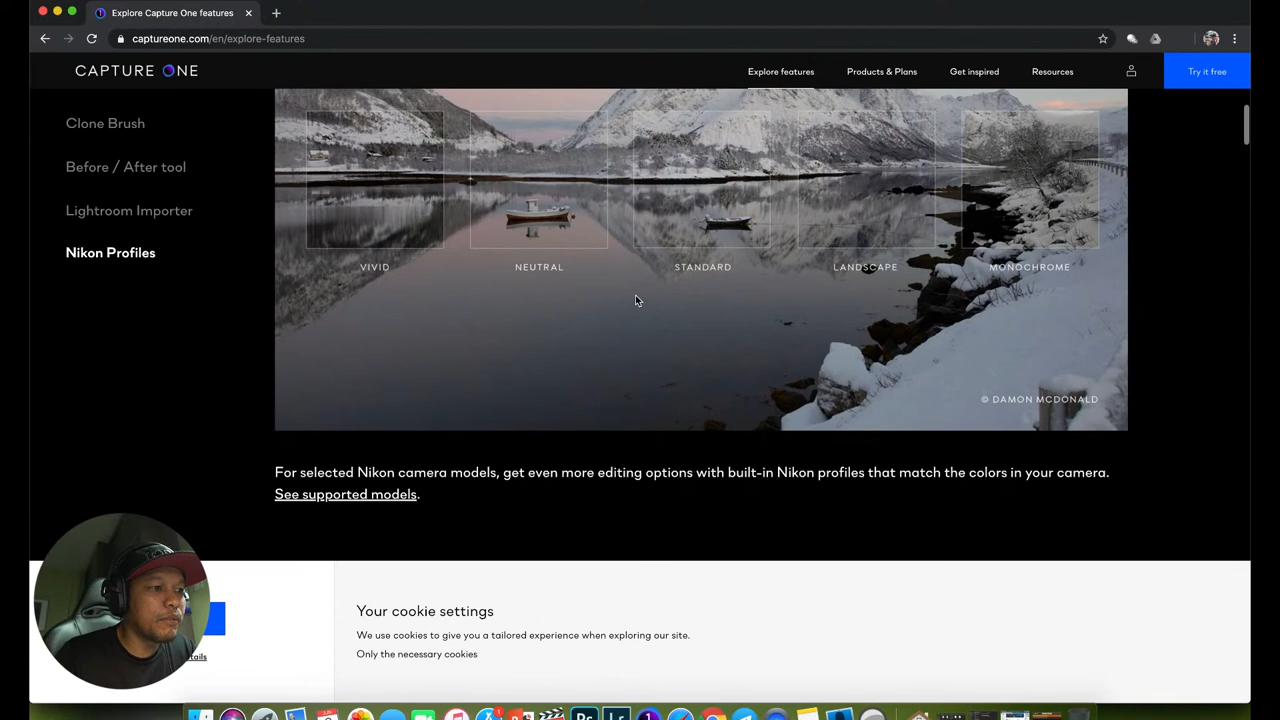 Explore Capture One features
captureone.com/en/explore-features
CAPTURE ONE
Explore features
Products & Plans
Get inspired
Resources
Try it free
Clone Brush
Before / After tool
Lightroom Importer
Nikon Profiles
VIVID
NEUTRAL
STANDARD
LANDSCAPE
MONOCHROME
© DAMON MCDONALD
For selected Nikon camera models, get even more editing options with built-in Nikon profiles that match the colors in your camera.
See supported models.
Your cookie settings
We use cookies to give you a tailored experience when exploring our site.
Only the necessary cookies
Ps
Lr
1